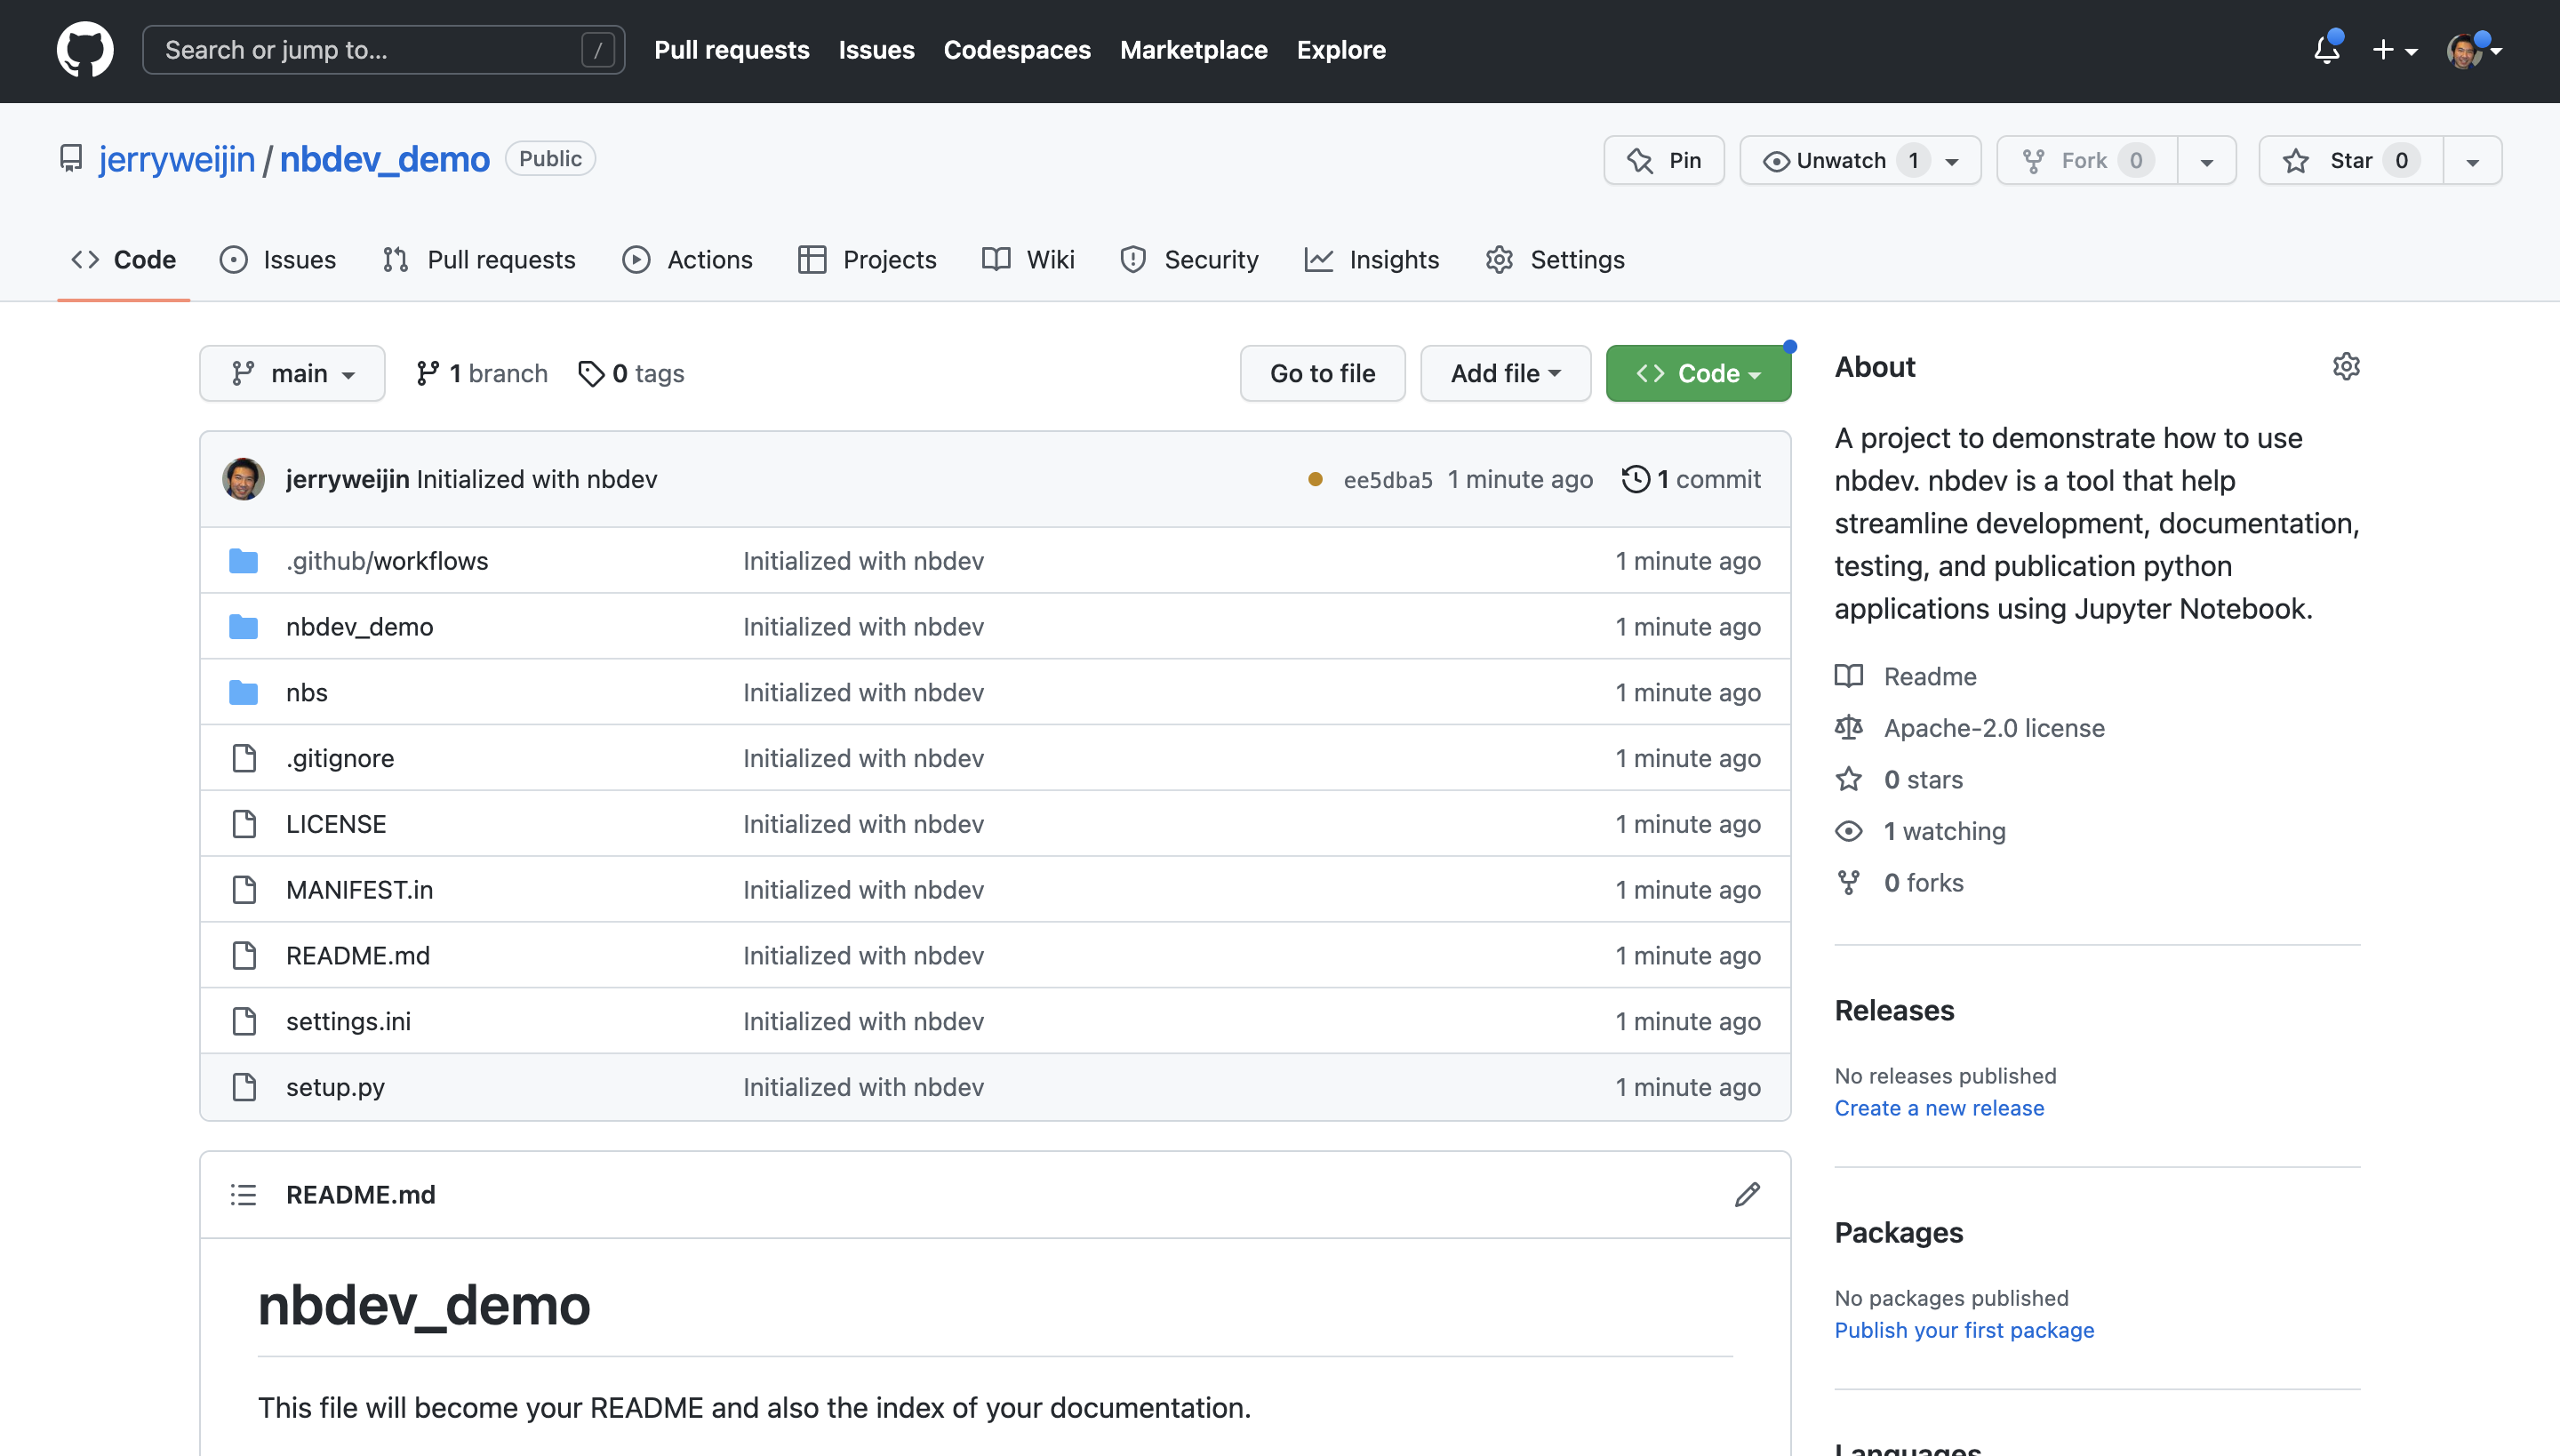 Search or jump to... /
Pull requests Issues Codespaces Marketplace Explore
jerryweijin / nbdev_demo Public
Pin Unwatch 1 Fork 0 Star 0
Code Issues Pull requests Actions Projects Wiki Security Insights Settings
main 1 branch 0 tags Go to file Add file Code
jerryweijin Initialized with nbdev ee5dba5 1 minute ago 1 commit
.github/workflows Initialized with nbdev 1 minute ago
nbdev_demo Initialized with nbdev 1 minute ago
nbs Initialized with nbdev 1 minute ago
.gitignore Initialized with nbdev 1 minute ago
LICENSE Initialized with nbdev 1 minute ago
MANIFEST.in Initialized with nbdev 1 minute ago
README.md Initialized with nbdev 1 minute ago
settings.ini Initialized with nbdev 1 minute ago
setup.py Initialized with nbdev 1 minute ago
README.md
nbdev_demo
This file will become your README and also the index of your documentation.
About
A project to demonstrate how to use
nbdev. nbdev is a tool that help
streamline development, documentation,
testing, and publication python
applications using Jupyter Notebook.
Readme
Apache-2.0 license
0 stars
1 watching
0 forks
Releases
No releases published
Create a new release
Packages
No packages published
Publish your first package
Languages